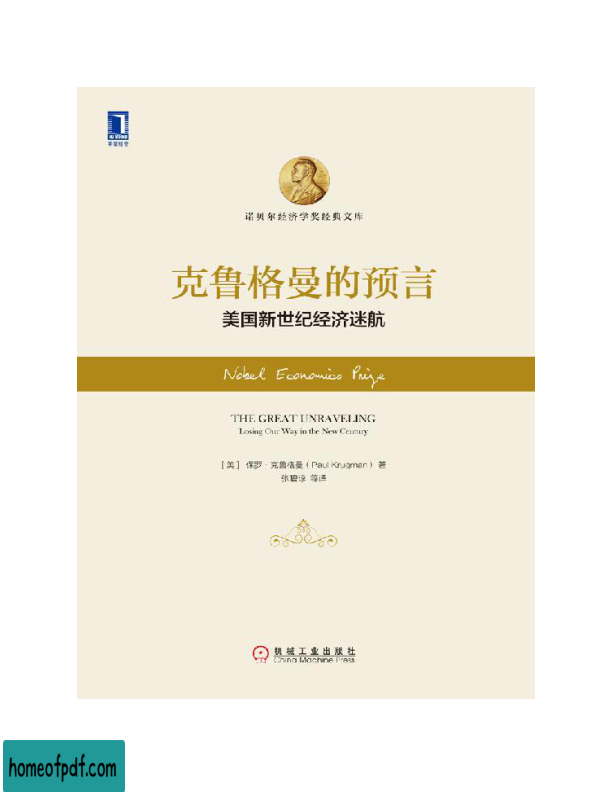 华章经管
诺贝尔经济学奖经典文库
克鲁格曼的预言
美国新世纪经济迷航
Nobel Economics Prize
THE GREAT UNRAVELING
Losing Our Way in the New Century
［美］ 保罗·克鲁格曼（Paul Krugman）著
张碧琼 等译
机械工业出版社
China Machine Press
homeofpdf.com